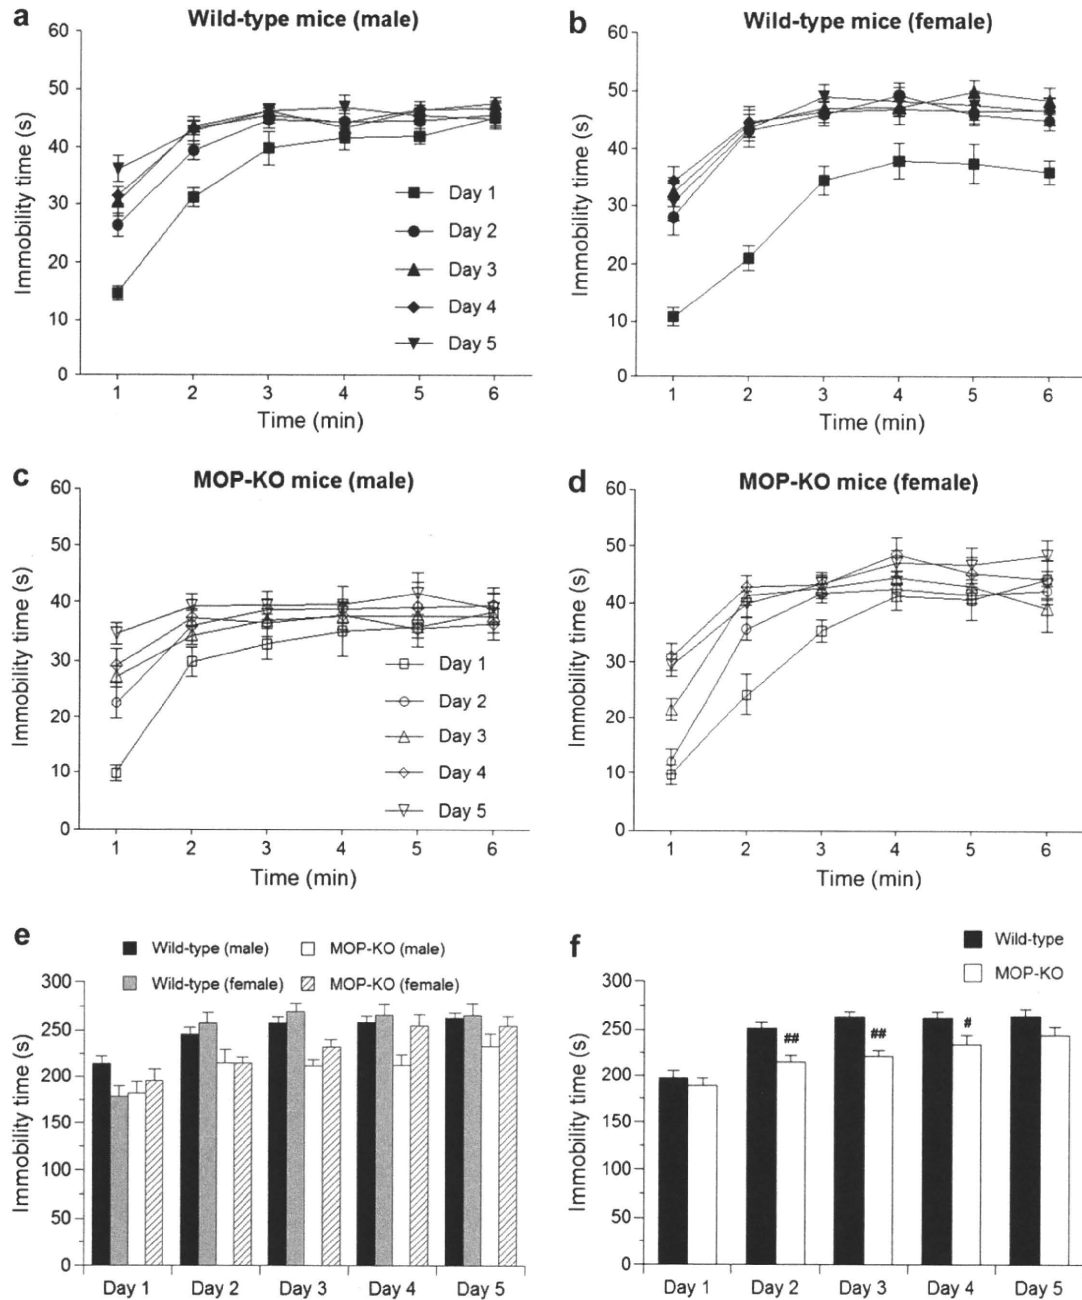 a
Wild-type mice (male)
60
50
40
30
20
10
0
Immobility time (s)
Day 1
Day 2
Day 3
Day 4
Day 5
1 2 3 4 5 6
Time (min)
b
Wild-type mice (female)
60
50
40
30
20
10
0
Immobility time (s)
1 2 3 4 5 6
Time (min)
c
MOP-KO mice (male)
60
50
40
30
20
10
0
Immobility time (s)
Day 1
Day 2
Day 3
Day 4
Day 5
1 2 3 4 5 6
Time (min)
d
MOP-KO mice (female)
60
50
40
30
20
10
0
Immobility time (s)
1 2 3 4 5 6
Time (min)
e
Wild-type (male) MOP-KO (male)
Wild-type (female) MOP-KO (female)
300
250
200
150
100
50
0
Immobility time (s)
Day 1 Day 2 Day 3 Day 4 Day 5
f
Wild-type
MOP-KO
300
250
200
150
100
50
0
Immobility time (s)
## ## #
Day 1 Day 2 Day 3 Day 4 Day 5